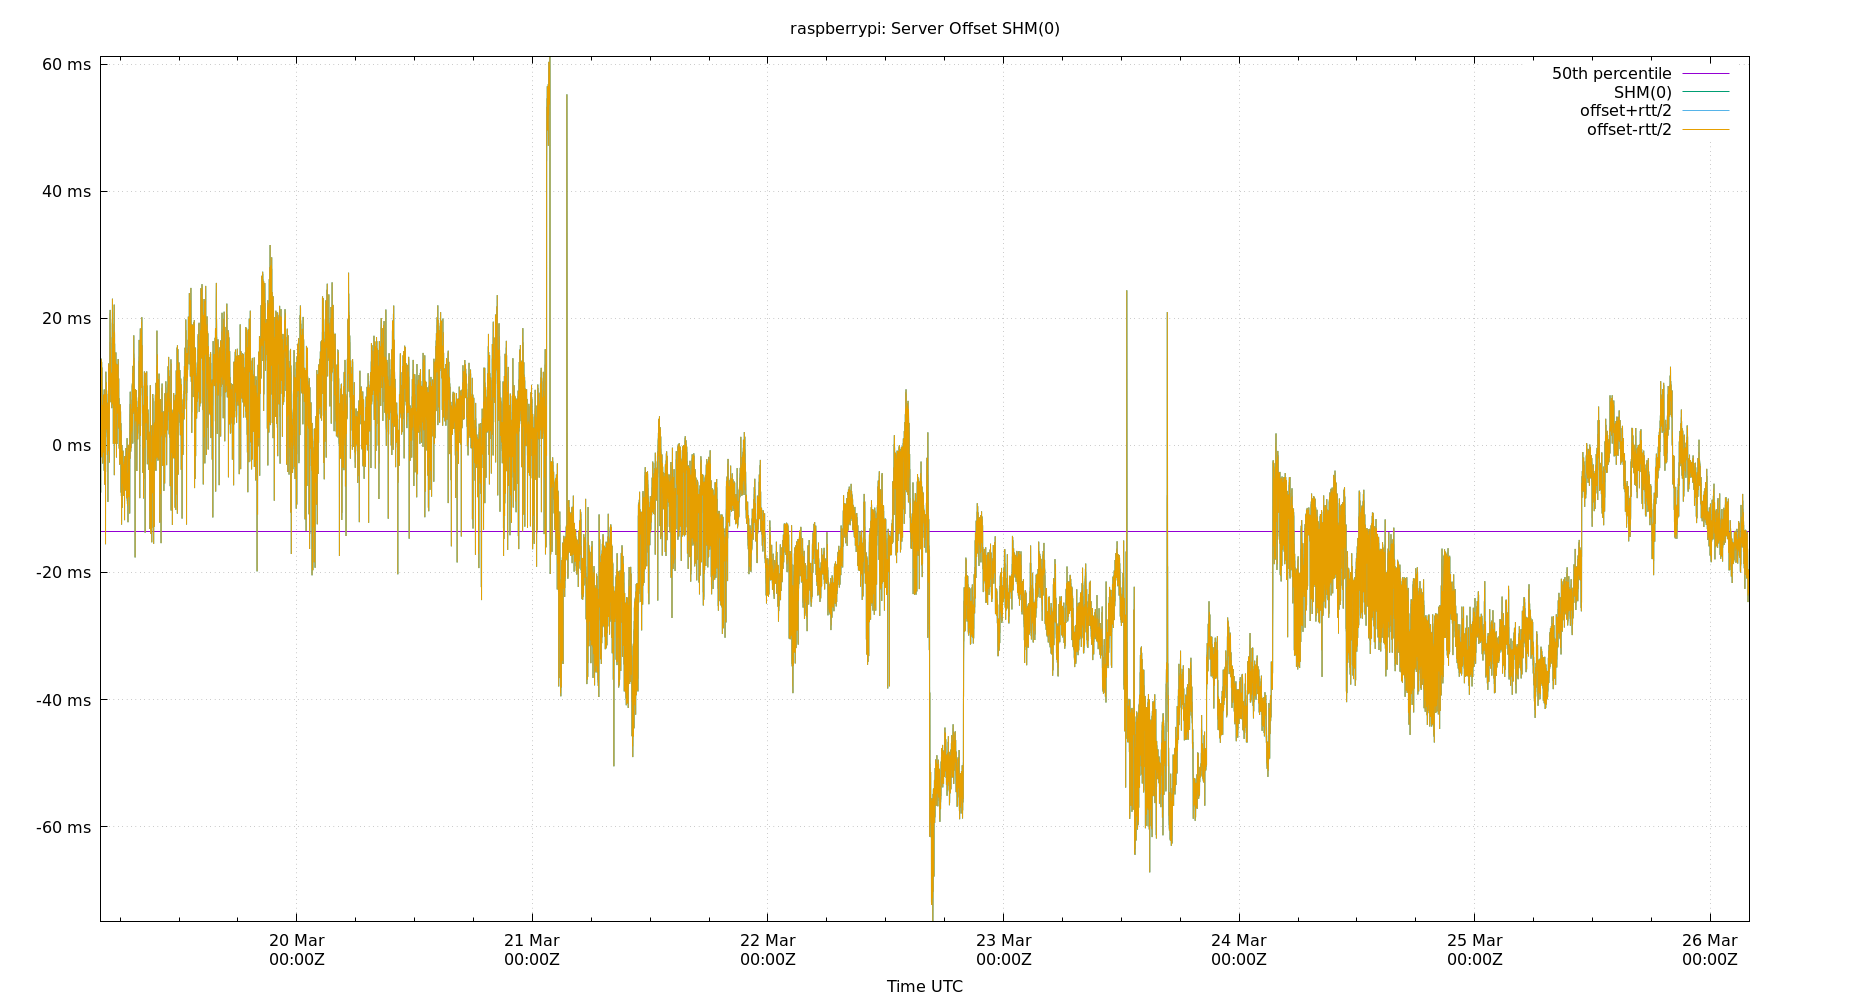 raspberrypi: Server Offset SHM(0)
60 ms
40 ms
20 ms
0 ms
-20 ms
-40 ms
-60 ms
50th percentile
SHM(0)
offset+rtt/2
offset-rtt/2
20 Mar 21 Mar 22 Mar 23 Mar 24 Mar 25 Mar 26 Mar
00:00Z 00:00Z 00:00Z 00:00Z 00:00Z 00:00Z 00:00Z
Time UTC